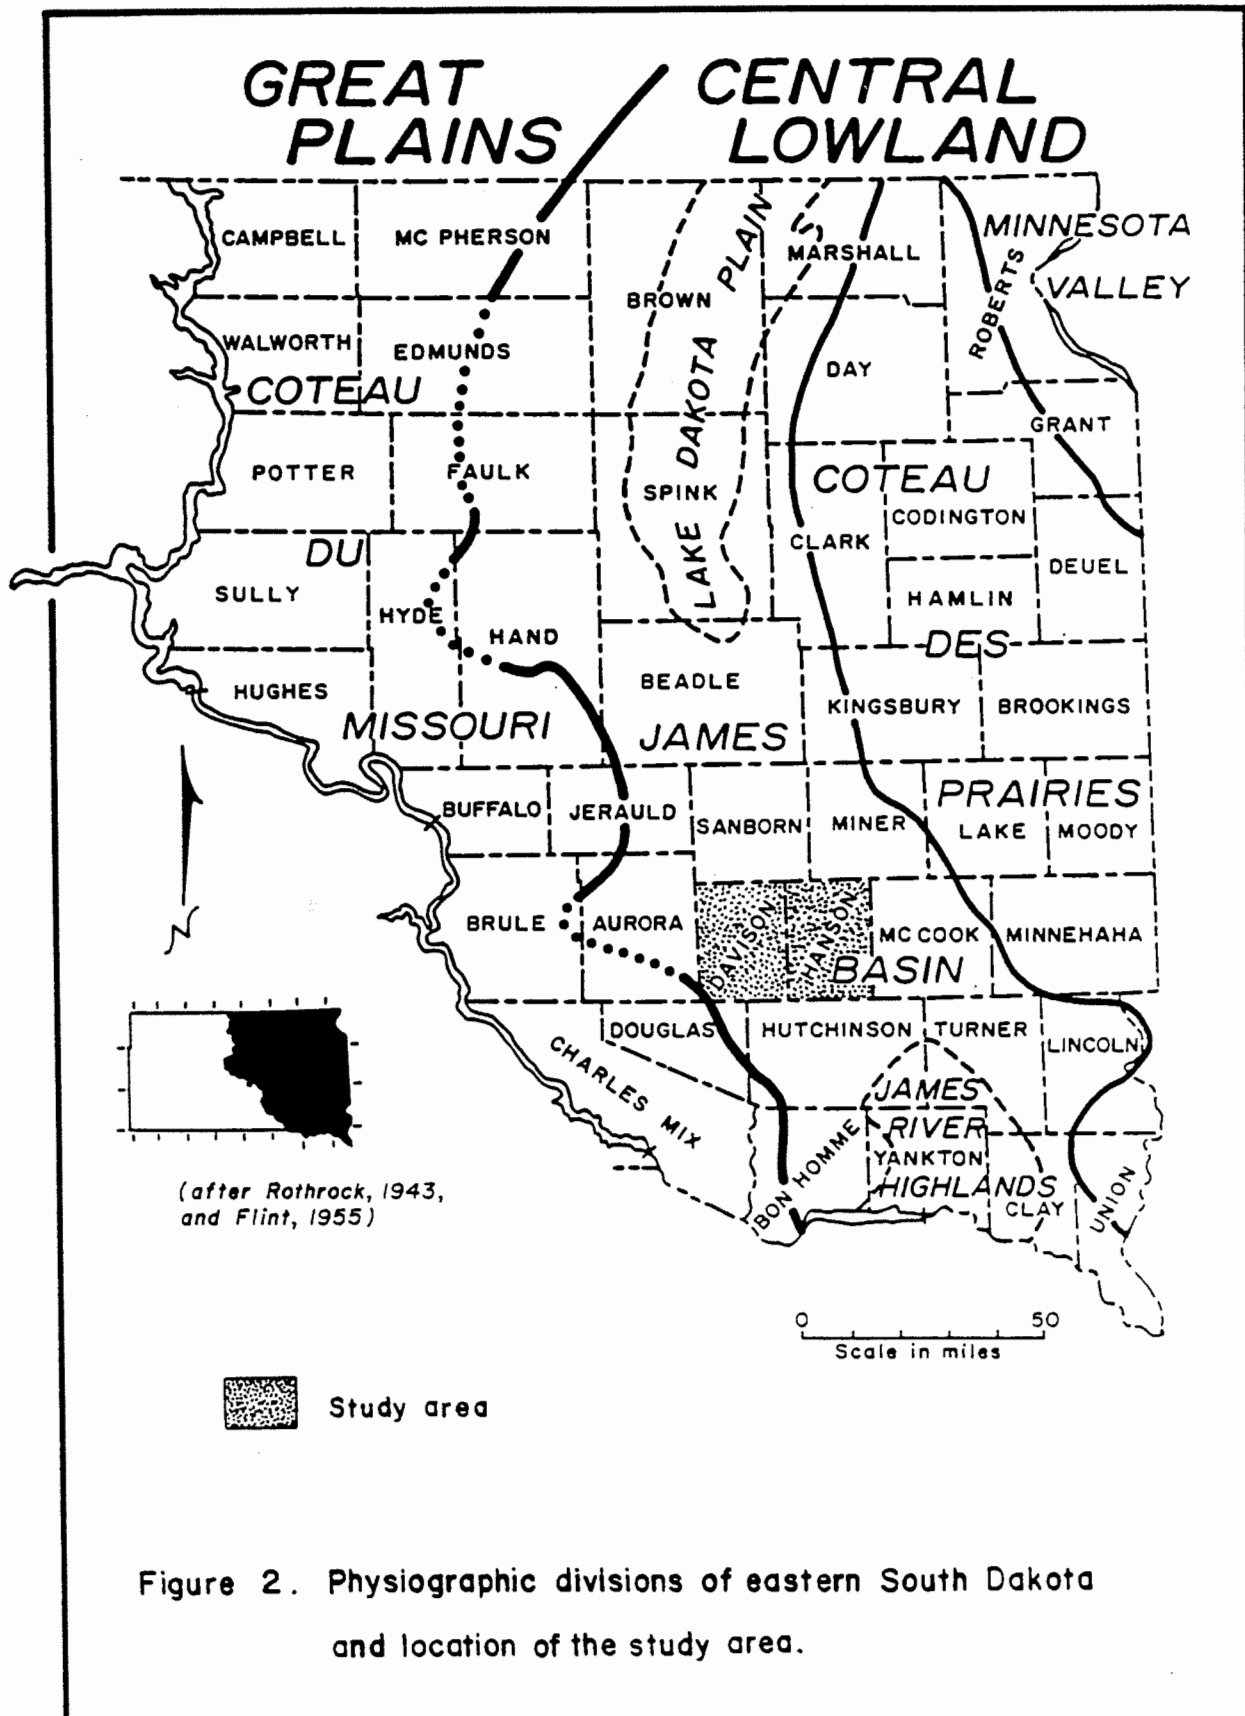 GREAT
PLAINS
CENTRAL
LOWLAND
CAMPBELL
MC PHERSON
BROWN
LAKE DAKOTA PLAIN
MARSHALL
ROBERTS
MINNESOTA
VALLEY
WALWORTH
EDMUNDS
DAY
GRANT
COTEAU
POTTER
FAULK
SPINK
COTEAU
CODINGTON
CLARK
DEUEL
DU
SULLY
HYDE
HAND
HAMLIN
DES
HUGHES
BEADLE
KINGSBURY
BROOKINGS
MISSOURI
JAMES
PRAIRIES
BUFFALO
JERAULD
SANBORN
MINER
LAKE
MOODY
BRULE
AURORA
DAVISON
HANSON
MC COOK
MINNEHAHA
BASIN
N
CHARLES MIX
DOUGLAS
HUTCHINSON
TURNER
LINCOLN
JAMES
RIVER
HIGHLANDS
BON HOMME
YANKTON
CLAY
UNION
(after Rothrock, 1943,
and Flint, 1955)
0 50
Scale in miles
Study area
Figure 2. Physiographic divisions of eastern South Dakota
and location of the study area.